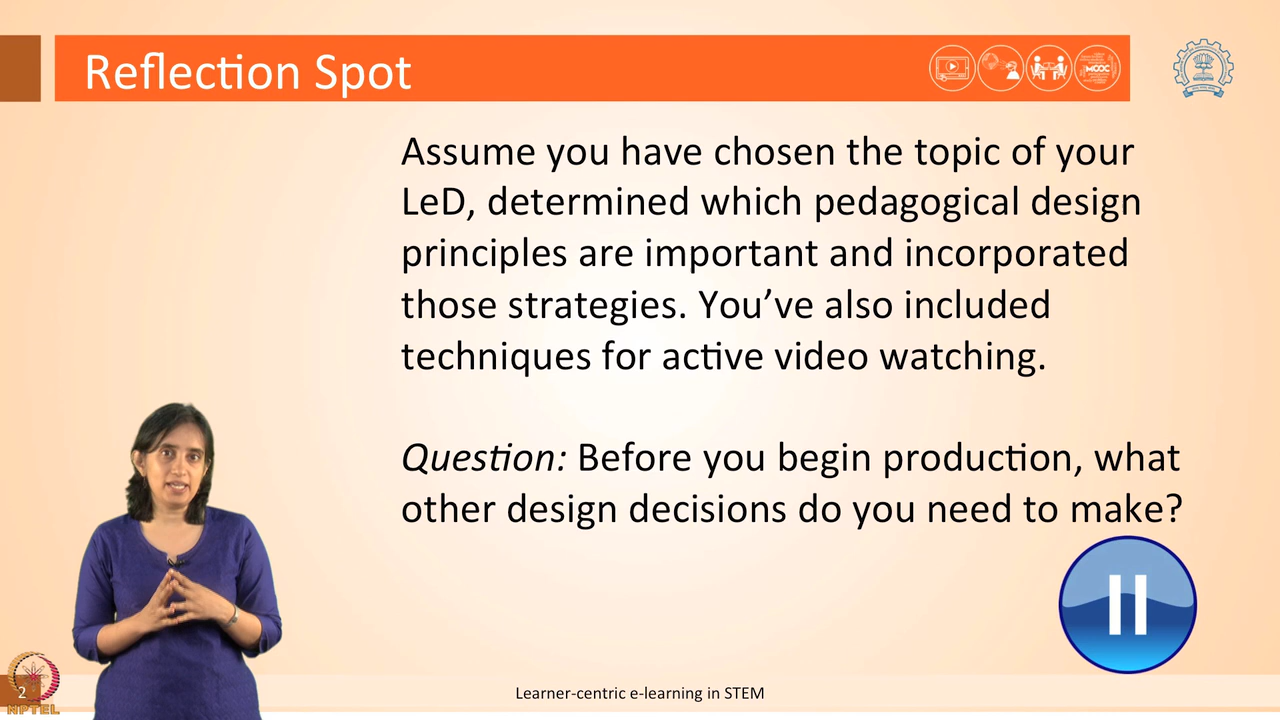 Reflection Spot
MOOC
Assume you have chosen the topic of your
LeD, determined which pedagogical design
principles are important and incorporated
those strategies. You’ve also included
techniques for active video watching.
Question: Before you begin production, what
other design decisions do you need to make?
2
NPTEL
Learner-centric e-learning in STEM